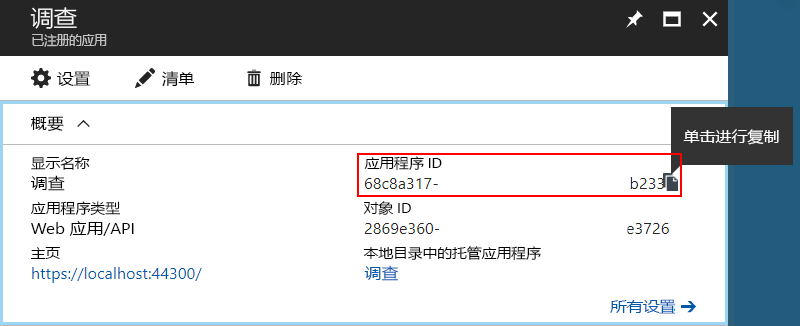 调查
已注册的应用
设置 清单 删除
概要
单击进行复制
显示名称
调查
应用程序 ID
68c8a317- b233
应用程序类型
Web 应用/API
对象 ID
2869e360- e3726
主页
https://localhost:44300/
本地目录中的托管应用程序
调查
所有设置